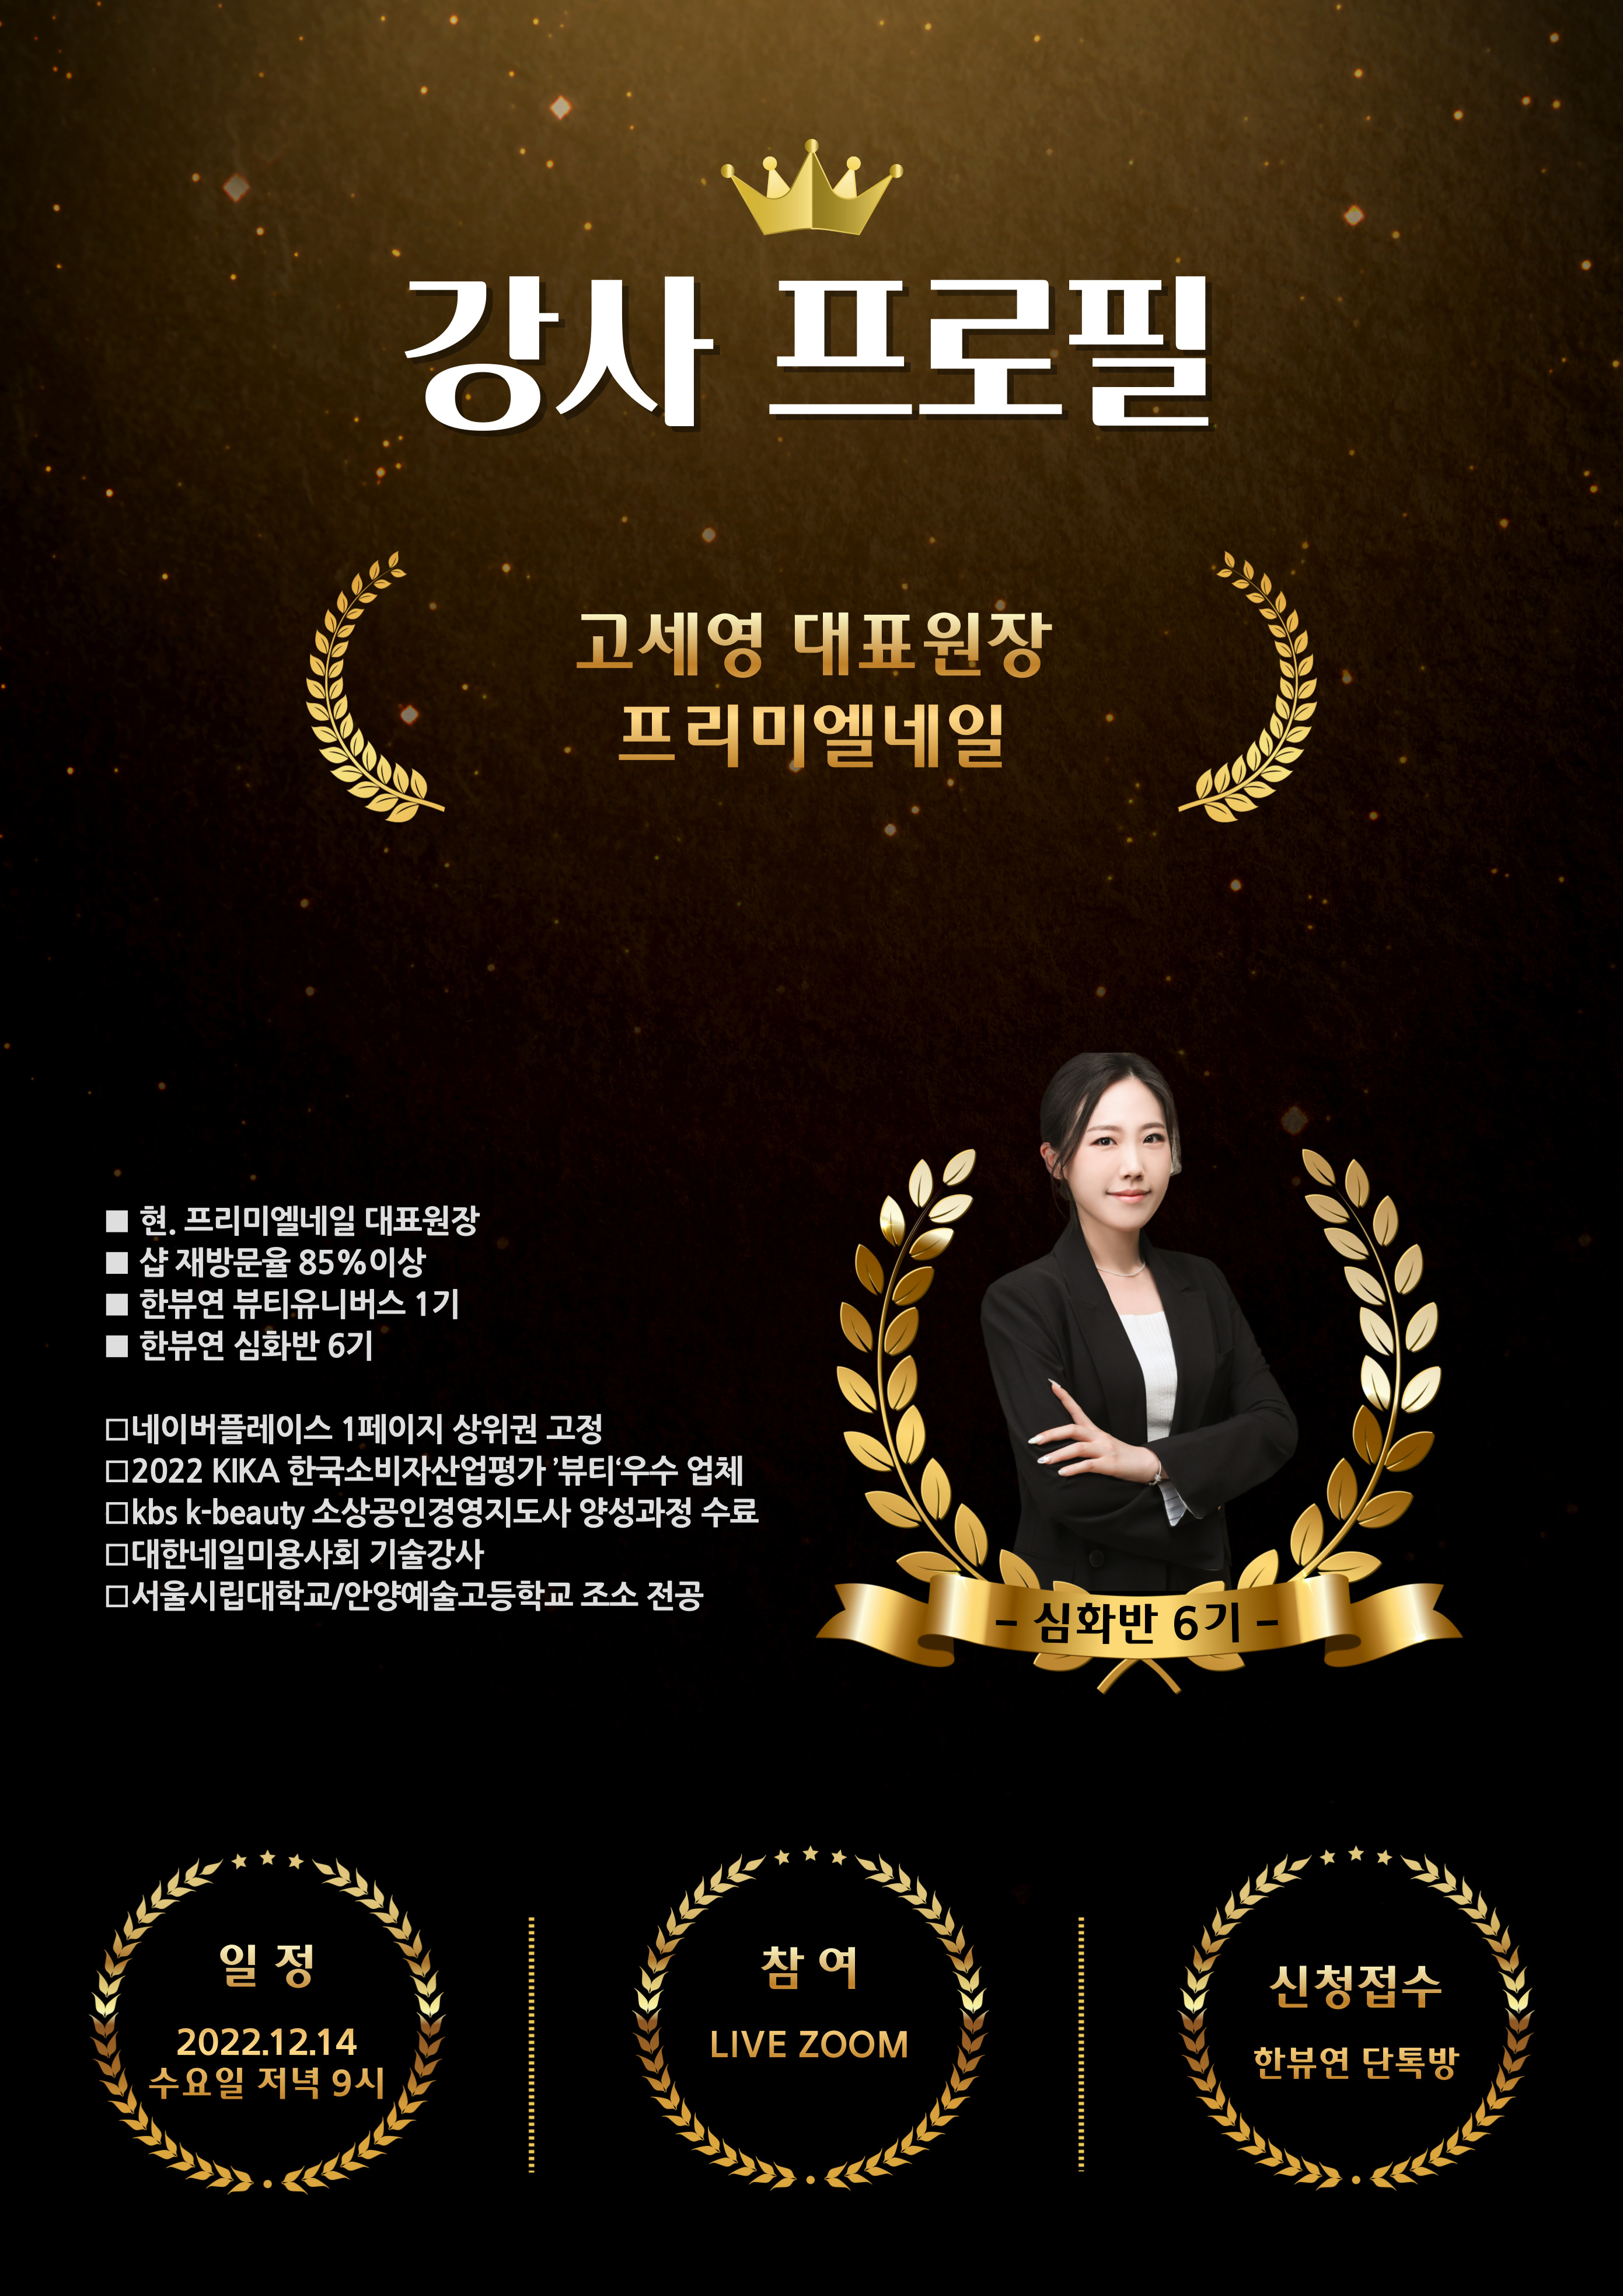 강사 프로필
고세영 대표원장
프리미엘네일
■ 현. 프리미엘네일 대표원장
■ 샵 재방문율 85%이상
■ 한뷰연 뷰티유니버스 1기
■ 한뷰연 심화반 6기
□네이버플레이스 1페이지 상위권 고정
□2022 KIKA 한국소비자산업평가 ’뷰티‘우수 업체
□kbs k-beauty 소상공인경영지도사 양성과정 수료
□대한네일미용사회 기술강사
□서울시립대학교/안양예술고등학교 조소 전공
– 심화반 6기 –
일 정
2022.12.14
수요일 저녁 9시
참 여
LIVE ZOOM
신청접수
한뷰연 단톡방